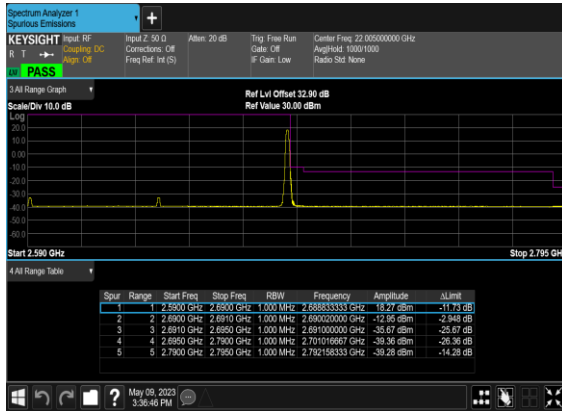 Spectrum Analyzer 1
Spurious Emissions
+
KEYSIGHT Input: RF Input Z: 50 Ω Atten: 20 dB Trig: Free Run Center Freq: 22.005000000 GHz
R T Coupling: DC Corrections: Off Gate: Off Avg|Hold: 1000/1000
Align: Off Freq Ref: Int (S) IF Gain: Low Radio Std: None
PASS
3 All Range Graph
Ref Lvl Offset 32.90 dB
Scale/Div 10.0 dB Ref Value 30.00 dBm
Log
20.0
10.0
0.00
-10.0
-20.0
-30.0
-40.0
-50.0
-60.0
Start 2.590 GHz Stop 2.795 GH
4 All Range Table
Spur Range Start Freq Stop Freq RBW Frequency Amplitude ΔLimit
1 1 2.5900 GHz 2.6900 GHz 1.000 MHz 2.688833333 GHz 18.27 dBm -11.73 dB
2 2 2.6900 GHz 2.6910 GHz 1.000 MHz 2.690020000 GHz -12.95 dBm -2.948 dB
3 3 2.6910 GHz 2.6950 GHz 1.000 MHz 2.691000000 GHz -35.67 dBm -25.67 dB
4 4 2.6950 GHz 2.7900 GHz 1.000 MHz 2.701016667 GHz -39.36 dBm -26.36 dB
5 5 2.7900 GHz 2.7950 GHz 1.000 MHz 2.792158333 GHz -39.28 dBm -14.28 dB
? May 09, 2023
3:36:46 PM